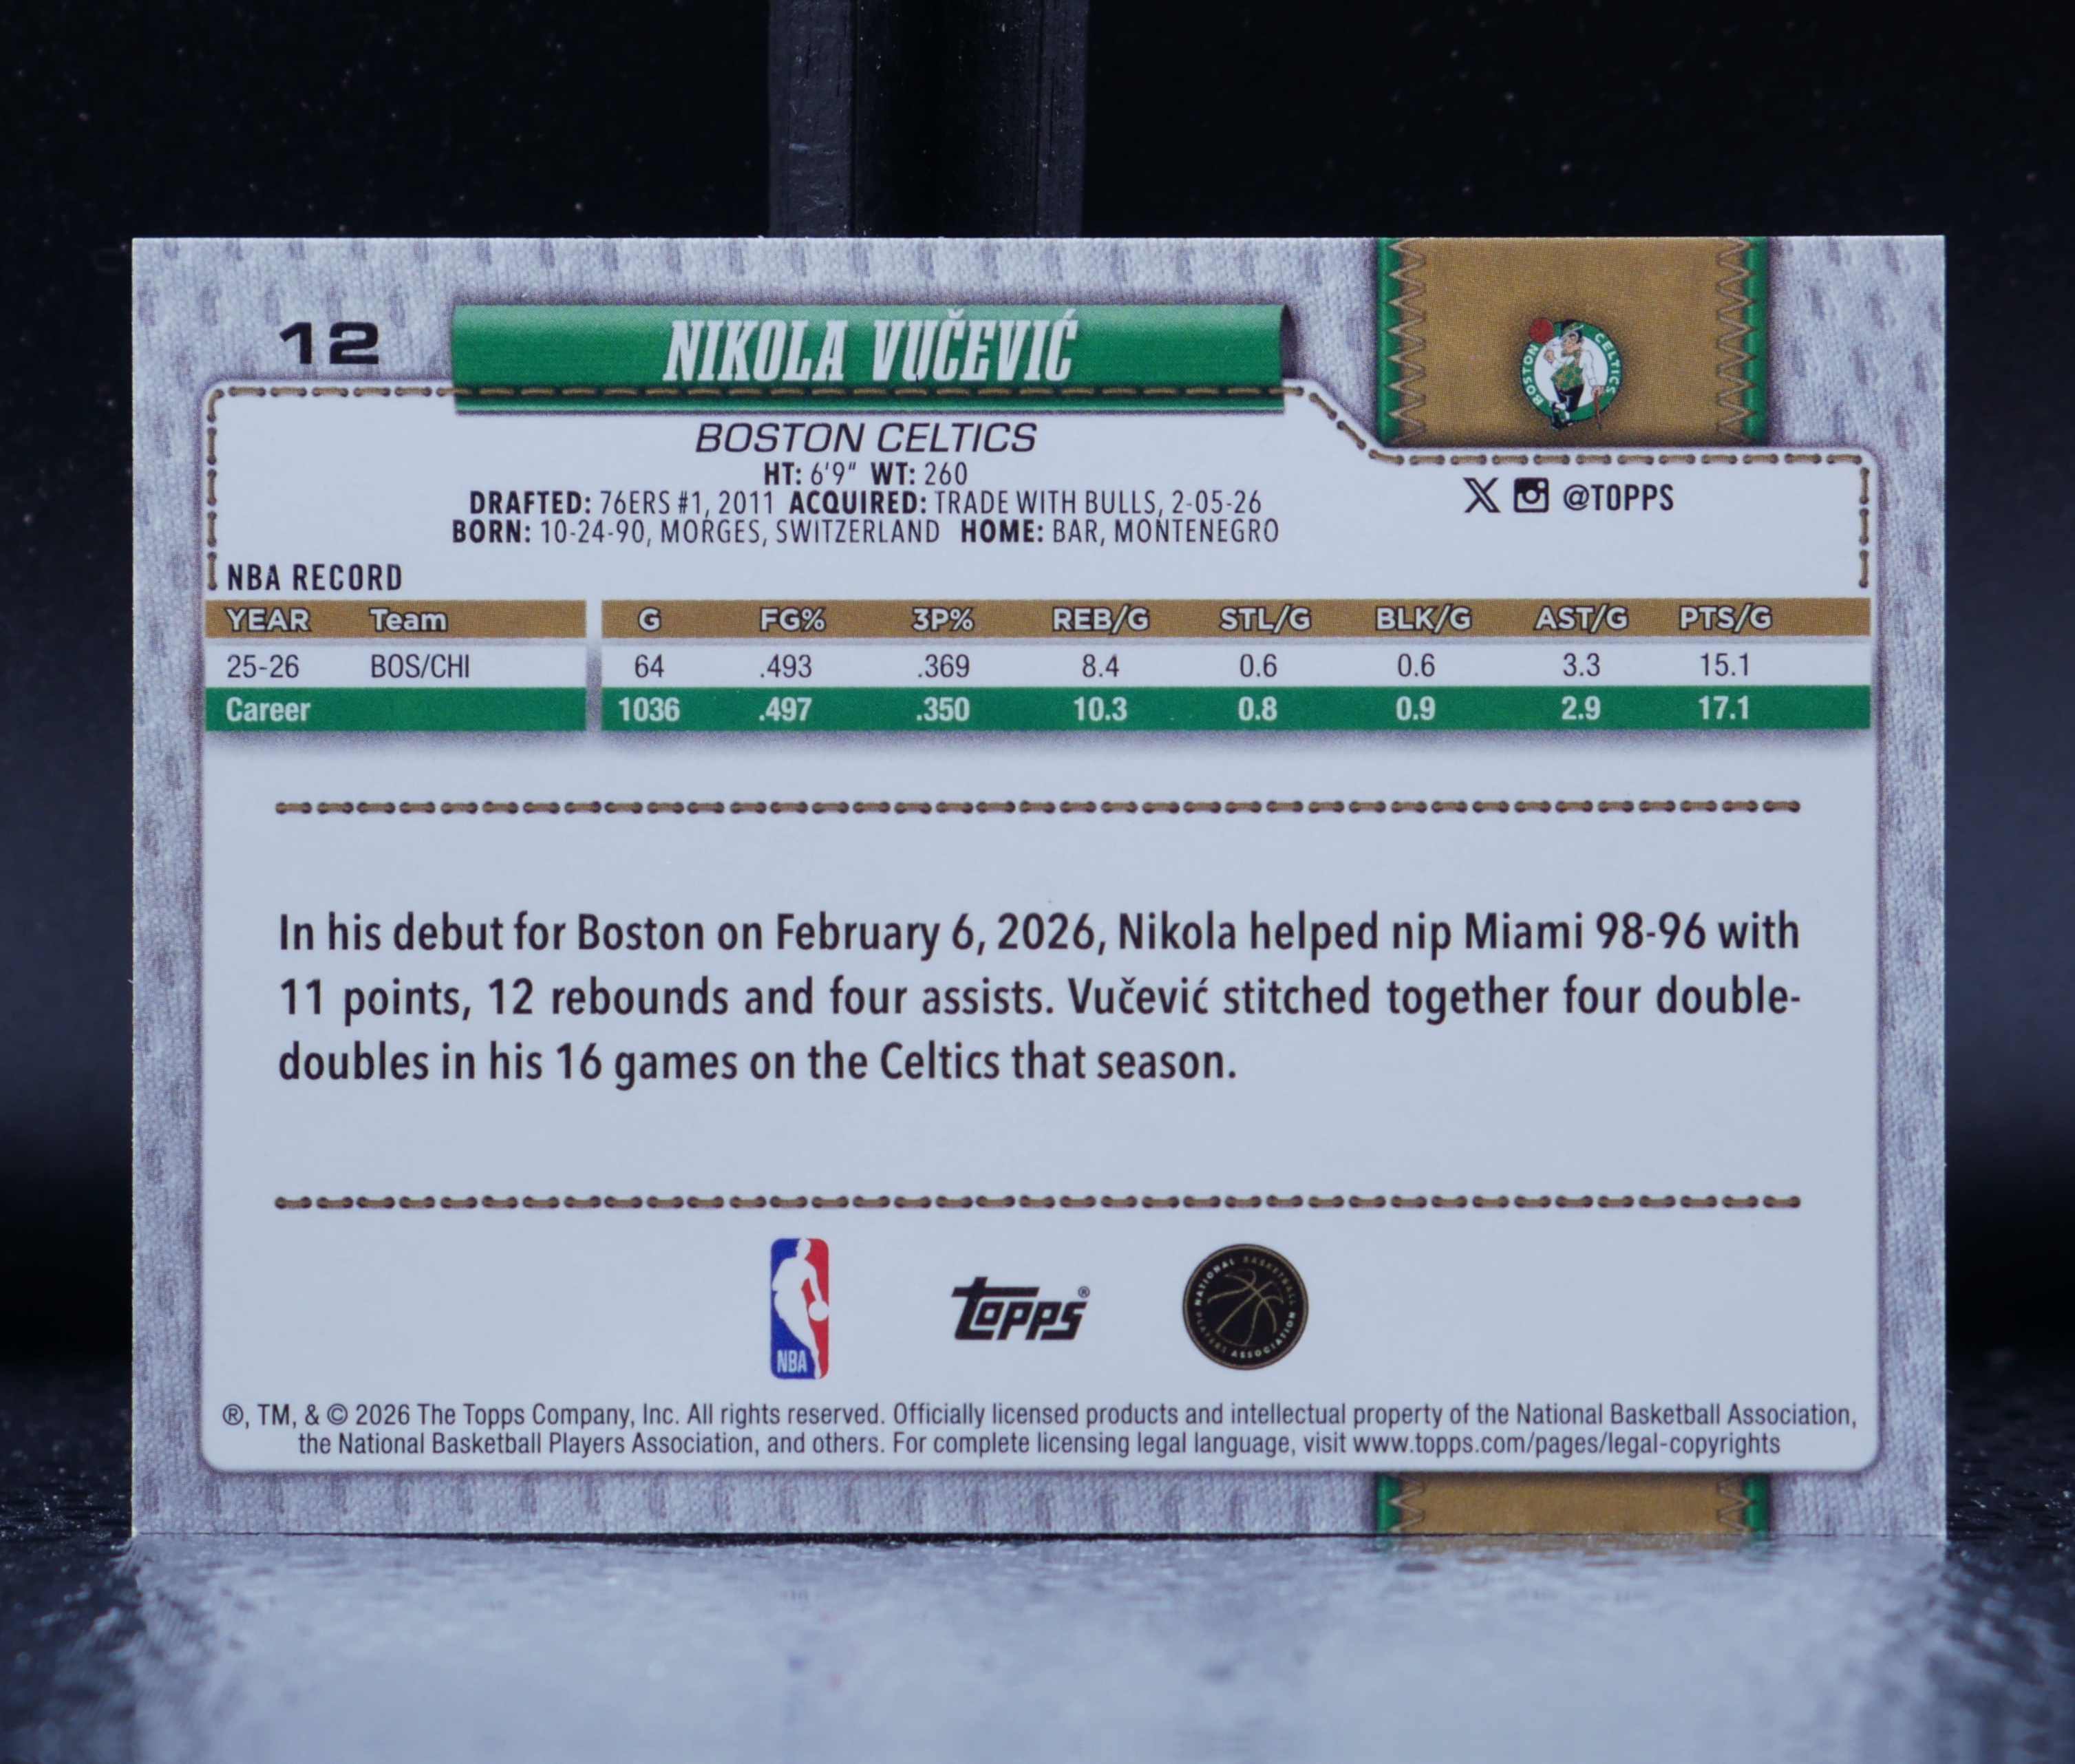 12
NIKOLA VUČEVIĆ
BOSTON CELTICS
BOSTON CELTICS
HT: 6'9" WT: 260
DRAFTED: 76ERS #1, 2011 ACQUIRED: TRADE WITH BULLS, 2-05-26
BORN: 10-24-90, MORGES, SWITZERLAND HOME: BAR, MONTENEGRO
@TOPPS
NBA RECORD
YEAR Team G FG% 3P% REB/G STL/G BLK/G AST/G PTS/G
25-26 BOS/CHI 64 .493 .369 8.4 0.6 0.6 3.3 15.1
Career 1036 .497 .350 10.3 0.8 0.9 2.9 17.1
In his debut for Boston on February 6, 2026, Nikola helped nip Miami 98-96 with
11 points, 12 rebounds and four assists. Vučević stitched together four double-
doubles in his 16 games on the Celtics that season.
NBA
TOPPS®
NATIONAL BASKETBALL PLAYERS ASSOCIATION
®, TM, & © 2026 The Topps Company, Inc. All rights reserved. Officially licensed products and intellectual property of the National Basketball Association,
the National Basketball Players Association, and others. For complete licensing legal language, visit www.topps.com/pages/legal-copyrights